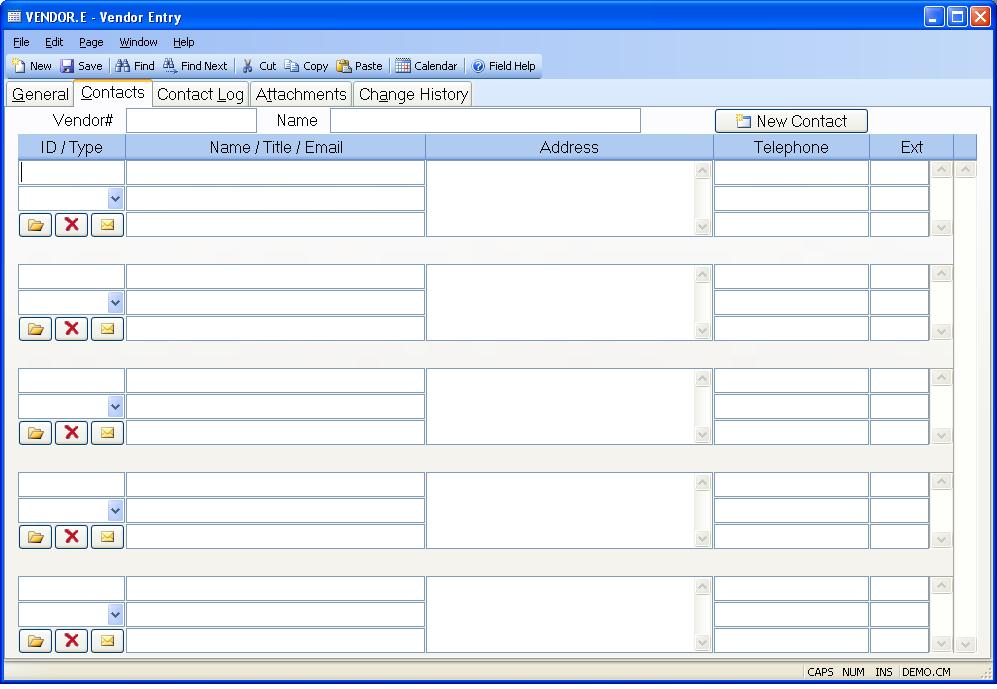 VENDOR.E - Vendor Entry
File Edit Page Window Help
New Save Find Find Next Cut Copy Paste Calendar Field Help
General Contacts Contact Log Attachments Change History
Vendor# Name New Contact
ID / Type Name / Title / Email Address Telephone Ext
CAPS NUM INS DEMO.CM